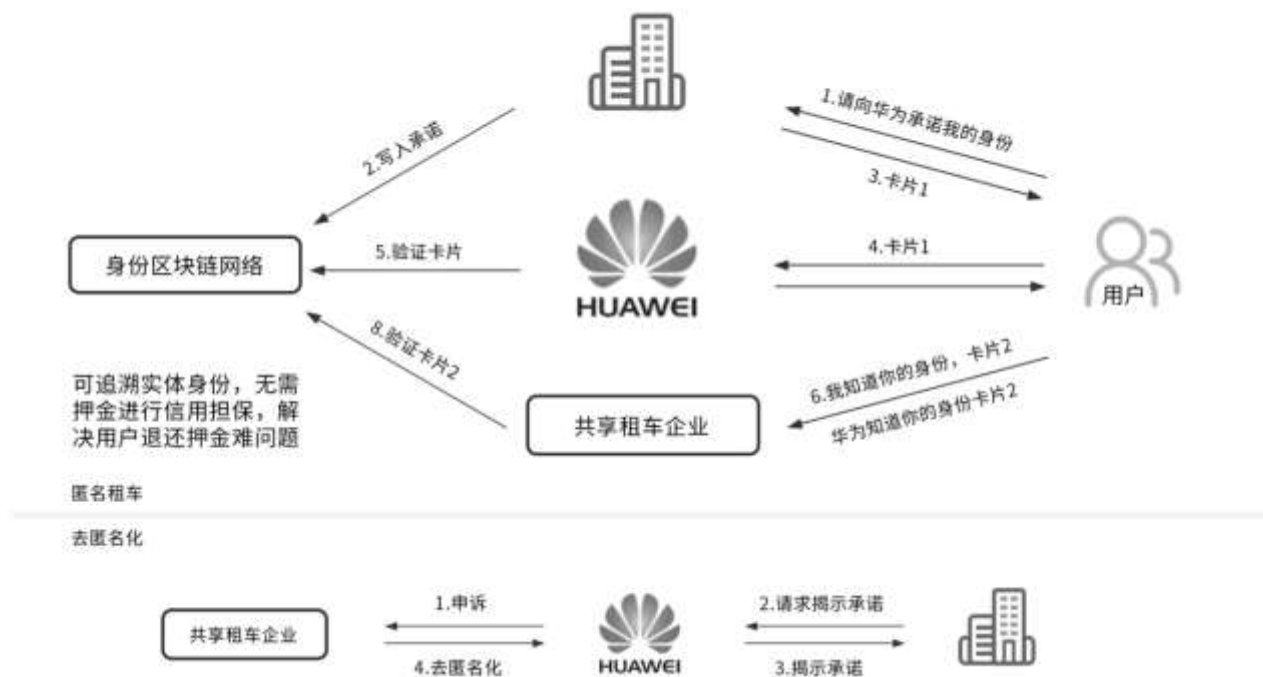 1.请向华为承诺我的身份
2.写入承诺
3.卡片1
身份区块链网络
5.验证卡片
HUAWEI
4.卡片1
用户
8.验证卡片2
可追溯实体身份，无需
押金进行信用担保，解
决用户退还押金难问题
共享租车企业
6.我知道你的身份，卡片2
华为知道你的身份卡片2
匿名租车
去匿名化
共享租车企业
1.申诉
4.去匿名化
HUAWEI
2.请求揭示承诺
3.揭示承诺